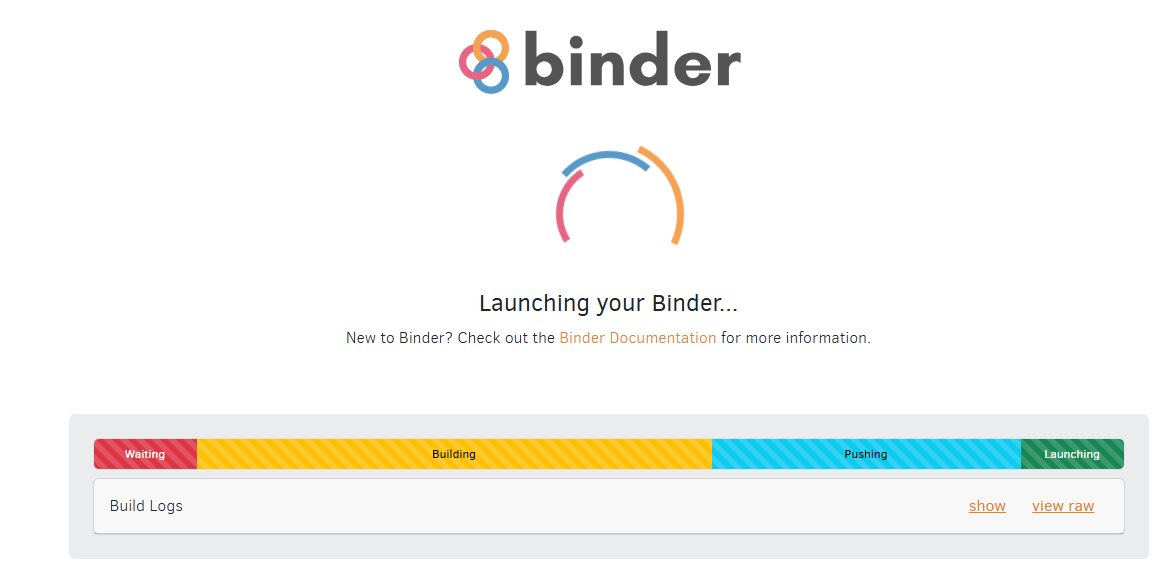 binder
Launching your Binder...
New to Binder? Check out the Binder Documentation for more information.
Waiting Building Pushing Launching
Build Logs show view raw